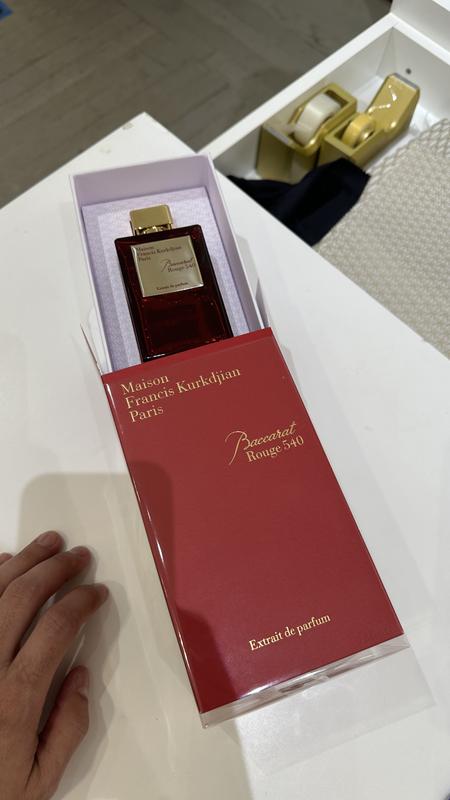 Maison
Francis Kurkdjian
Paris
Baccarat
Rouge 540
Extrait de parfum
Maison
Francis Kurkdjian
Paris
Baccarat
Rouge 540
Extrait de parfum